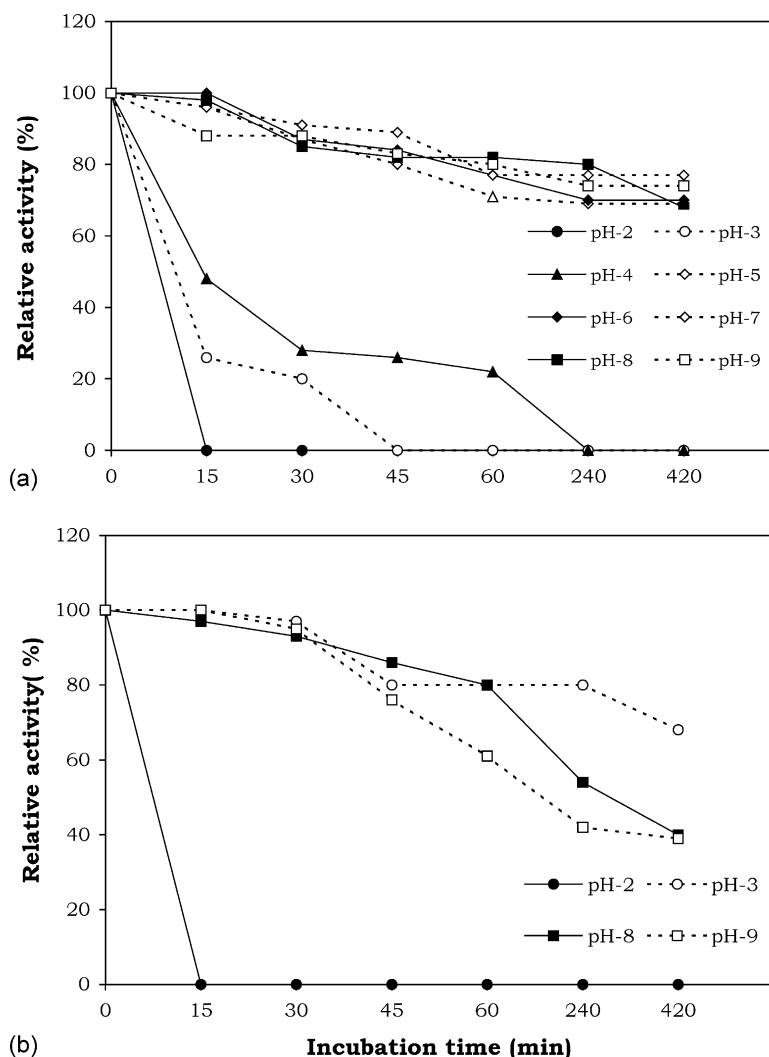 120
100
80
60
40
20
0
Relative activity (%)
pH-2 pH-3
pH-4 pH-5
pH-6 pH-7
pH-8 pH-9
0 15 30 45 60 240 420
(a)
120
100
80
60
40
20
0
Relative activity( %)
pH-2 pH-3
pH-8 pH-9
0 15 30 45 60 240 420
(b)
Incubation time (min)